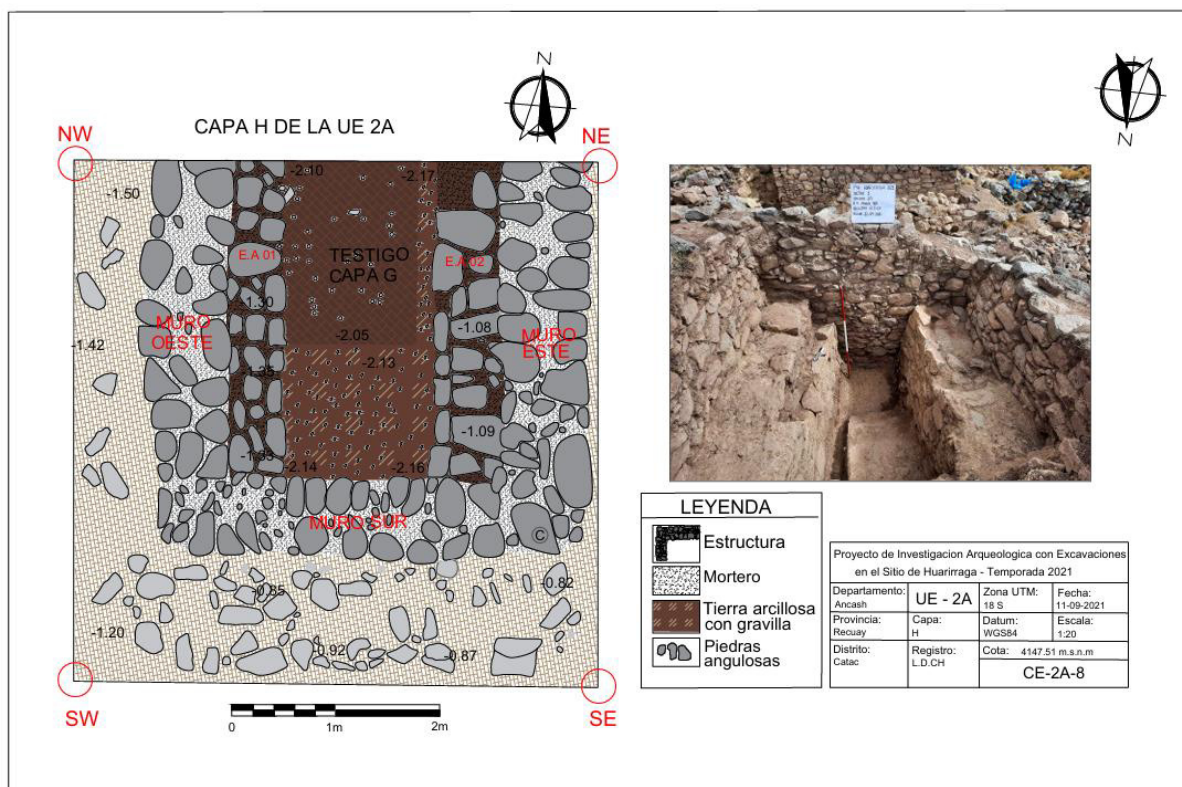 N
N
CAPA H DE LA UE 2A
NW
NE
-2.10
-2.17
-1.50
E.A 01
TESTIGO
CAPA G
E.A 02
1.30
-2.05
-1.08
MURO
OESTE
MURO
ESTE
-1.42
-2.13
-1.09
-2.14
-2.16
MURO SUR
C
-0.85
-0.82
-1.20
-0.92
-0.87
SW
SE
0
1m
2m
LEYENDA
Estructura
Mortero
Tierra arcillosa
con gravilla
Piedras
angulosas
Proyecto de Investigacion Arqueologica con Excavaciones
en el Sitio de Huarirraga - Temporada 2021
Departamento:
Ancash
UE - 2A
Zona UTM:
18 S
Fecha:
11-09-2021
Provincia:
Recuay
Capa:
H
Datum:
WGS84
Escala:
1:20
Distrito:
Catac
Registro:
L.D.CH
Cota: 4147.51 m.s.n.m
CE-2A-8